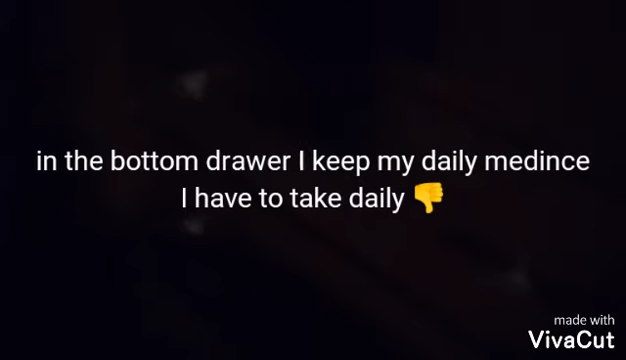 in the bottom drawer I keep my daily medince
I have to take daily 👎
made with
VivaCut